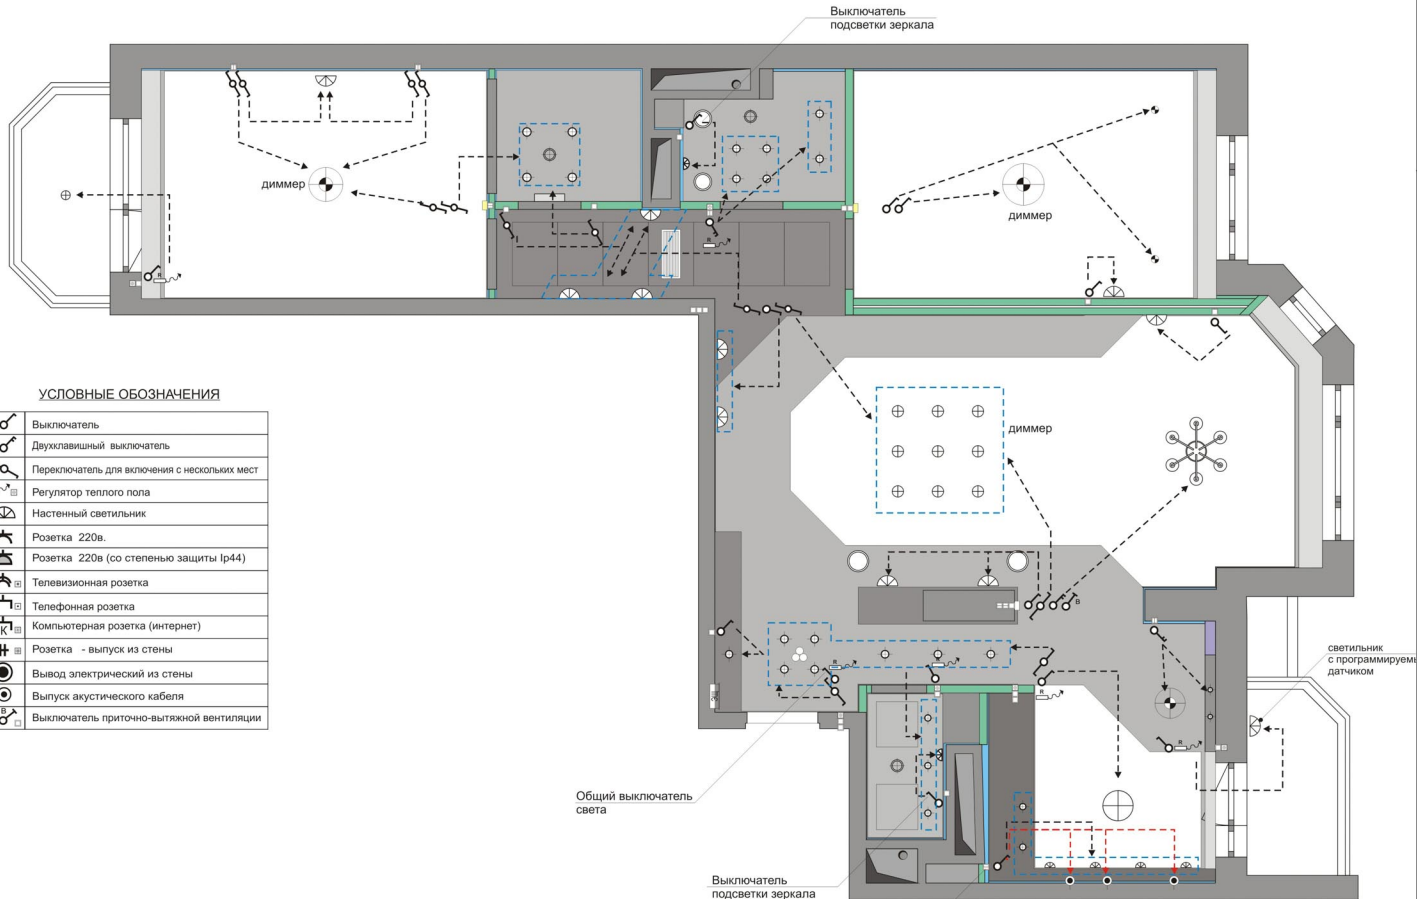 Выключатель
подсветки зеркала
диммер
диммер
R
R
УСЛОВНЫЕ ОБОЗНАЧЕНИЯ
Выключатель
Двухклавишный выключатель
Переключатель для включения с нескольких мест
Регулятор теплого пола
Настенный светильник
Розетка 220в.
Розетка 220в (со степенью защиты Ip44)
Телевизионная розетка
Телефонная розетка
К Компьютерная розетка (интернет)
Розетка - выпуск из стены
Вывод электрический из стены
Выпуск акустического кабеля
В Выключатель приточно-вытяжной вентиляции
диммер
В
светильник
с программируемы
датчиком
R
R
R
R
ЭЩ
Общий выключатель
света
Выключатель
подсветки зеркала